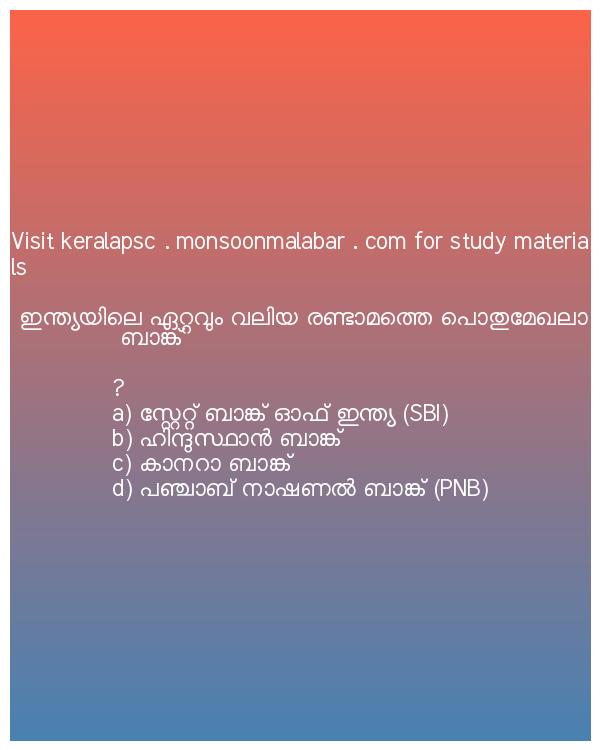 Visit keralapsc . monsoonmalabar . com for study materia
ls
ഇന്ത്യയിലെ ഏറ്റവും വലിയ രണ്ടാമത്തെ പൊതുമേഖലാ
ബാങ്ക്
?
a) സ്റ്റേറ്റ് ബാങ്ക് ഓഫ് ഇന്ത്യ (SBI)
b) ഹിന്ദുസ്ഥാൻ ബാങ്ക്
c) കാനറാ ബാങ്ക്
d) പഞ്ചാബ് നാഷണൽ ബാങ്ക് (PNB)